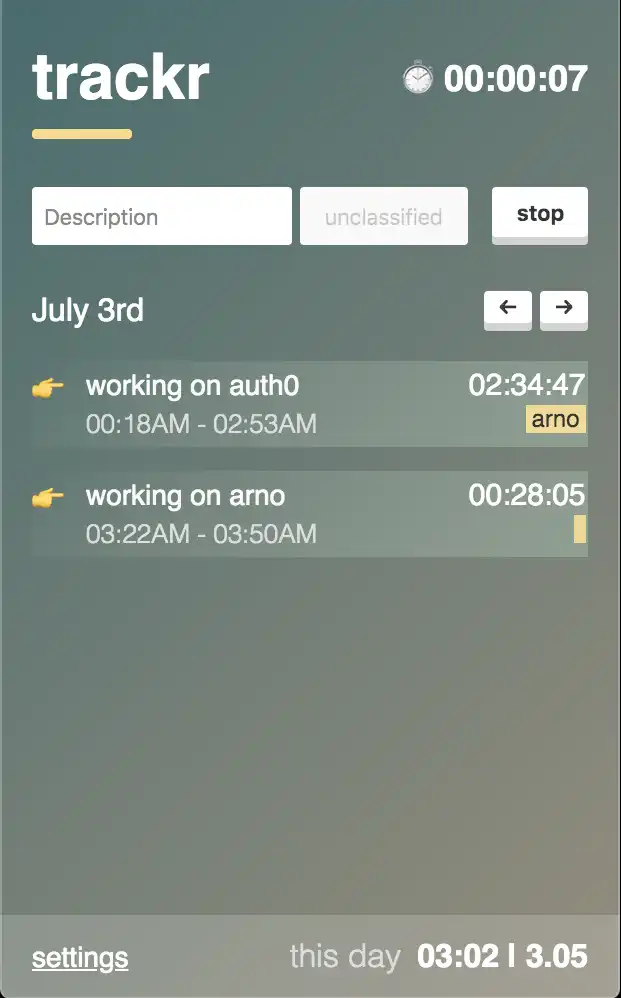 trackr
00:00:07
Description
unclassified
stop
July 3rd
← →
working on auth0 02:34:47
00:18AM - 02:53AM arno
working on arno 00:28:05
03:22AM - 03:50AM
settings this day 03:02 | 3.05